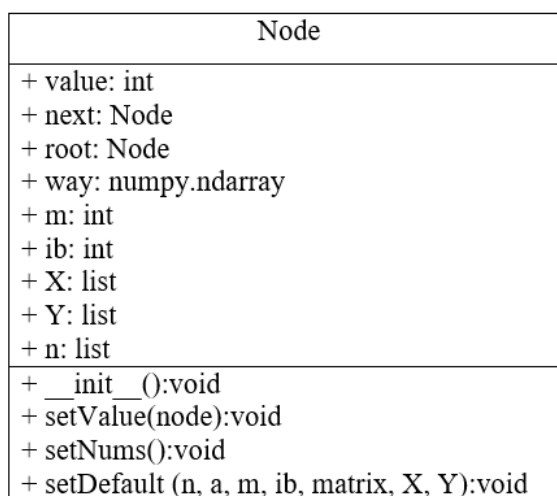 Node
+ value: int
+ next: Node
+ root: Node
+ way: numpy.ndarray
+ m: int
+ ib: int
+ X: list
+ Y: list
+ n: list
+ __init__():void
+ setValue(node):void
+ setNums():void
+ setDefault (n, a, m, ib, matrix, X, Y):void